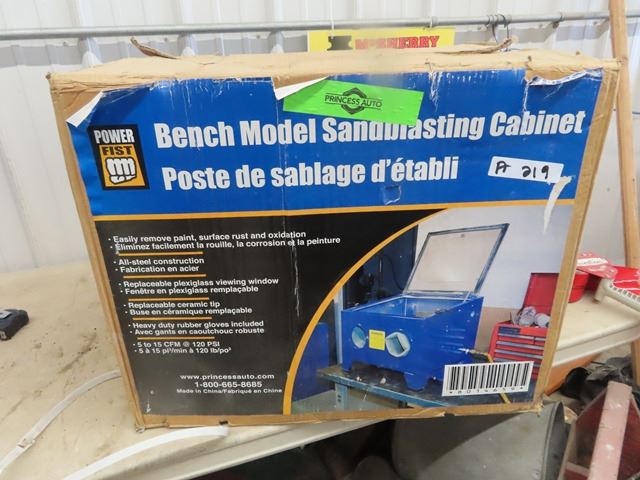 McSHERRY
PRINCESS AUTO
POWER
FIST
Bench Model Sandblasting Cabinet
Poste de sablage d'établi
219
· Easily remove paint, surface rust and oxidation
· Éliminez facilement la rouille, la corrosion et la peinture
· All-steel construction
· Fabrication en acier
· Replaceable plexiglass viewing window
· Fenêtre en plexiglass remplaçable
· Replaceable ceramic tip
· Buse en céramique remplaçable
· Heavy duty rubber gloves included
· Avec gants en caoutchouc robuste
· 5 to 15 CFM @ 120 PSI
· 5 à 15 pi³/min à 120 lb/po²
www.princessauto.com
1-800-665-8685
Made in China/Fabriqué en China